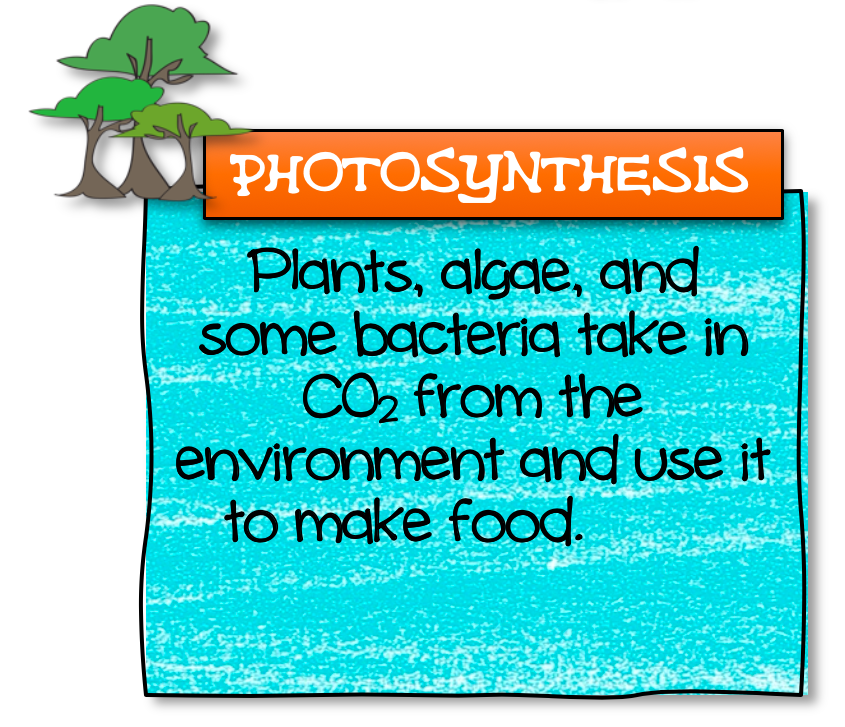 PHOTOSYNTHESIS
Plants, algae, and
some bacteria take in
CO₂ from the
environment and use it
to make food.